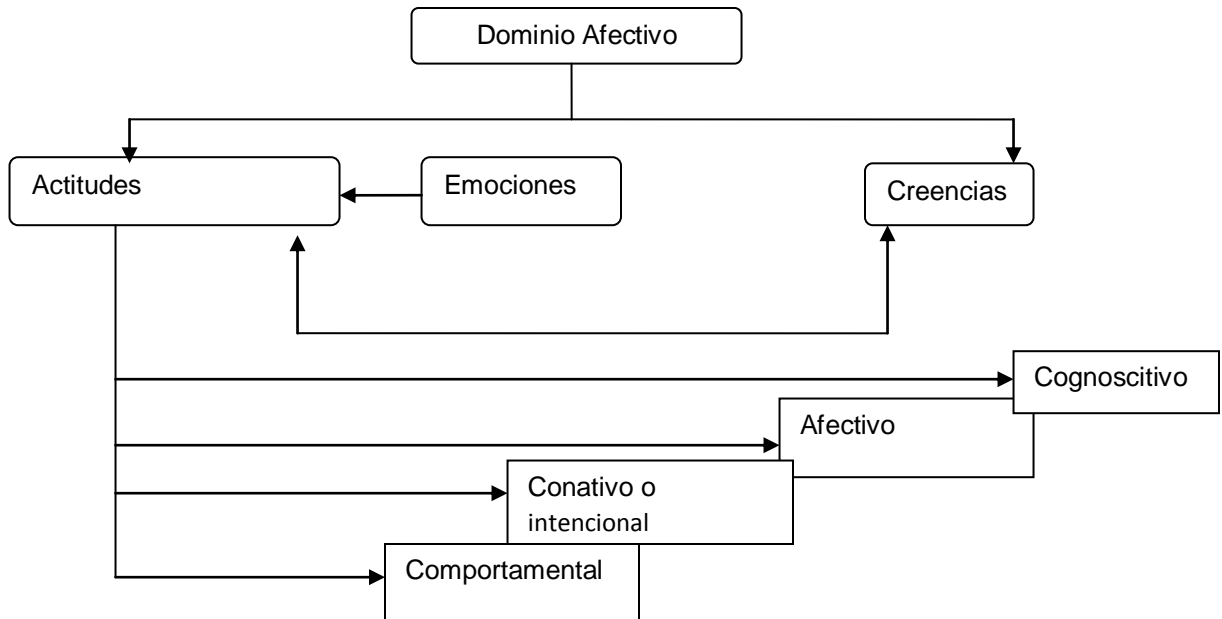 Dominio Afectivo
Actitudes
Emociones
Creencias
Cognoscitivo
Afectivo
Conativo o
intencional
Comportamental